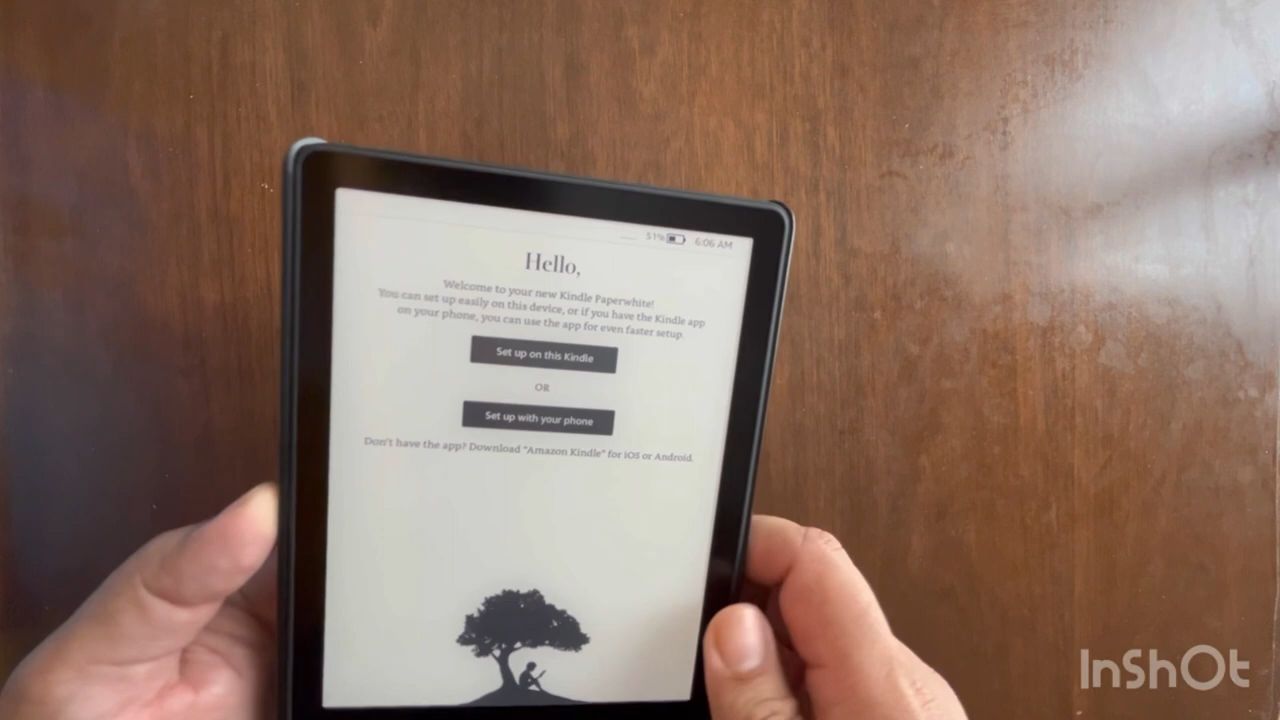 51% 6:06 AM
Hello,
Welcome to your new Kindle Paperwhite!
You can set up easily on this device, or if you have the Kindle app
on your phone, you can use the app for even faster setup.
Set up on this Kindle
OR
Set up with your phone
Don't have the app? Download "Amazon Kindle" for iOS or Android.
InShOt